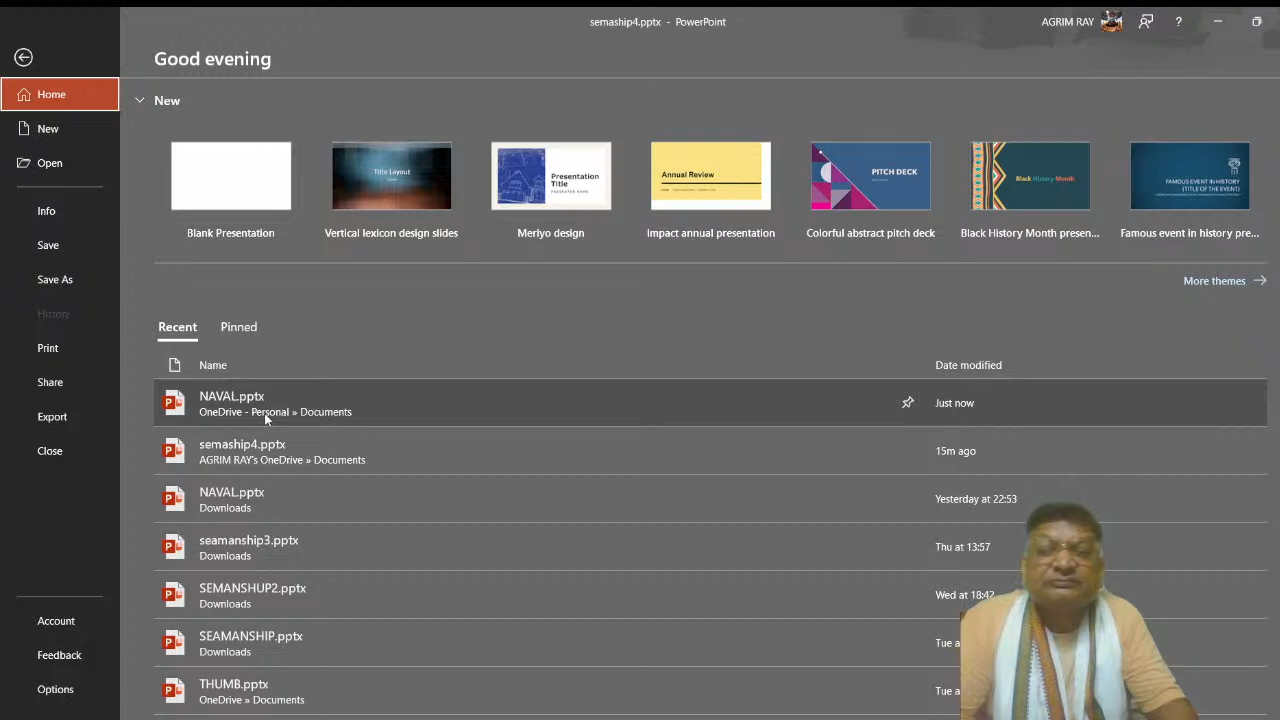 semaship4.pptx - PowerPoint
AGRIM RAY
?
Good evening
Home
New
Open
Info
Save
Save As
History
Print
Share
Export
Close
Account
Feedback
Options
New
Title Layout
Presentation
Title
Annual Review
PITCH DECK
Black History Month
FAMOUS EVENT IN HISTORY
(TITLE OF THE EVENT)
Blank Presentation
Vertical lexicon design slides
Meriyo design
Impact annual presentation
Colorful abstract pitch deck
Black History Month presen...
Famous event in history pre...
More themes
Recent Pinned
Name Date modified
NAVAL.pptx
OneDrive - Personal » Documents
Just now
semaship4.pptx
AGRIM RAY's OneDrive » Documents
15m ago
NAVAL.pptx
Downloads
Yesterday at 22:53
seamanship3.pptx
Downloads
Thu at 13:57
SEMANSHUP2.pptx
Downloads
Wed at 18:42
SEAMANSHIP.pptx
Downloads
Tue a
THUMB.pptx
OneDrive » Documents
Tue a